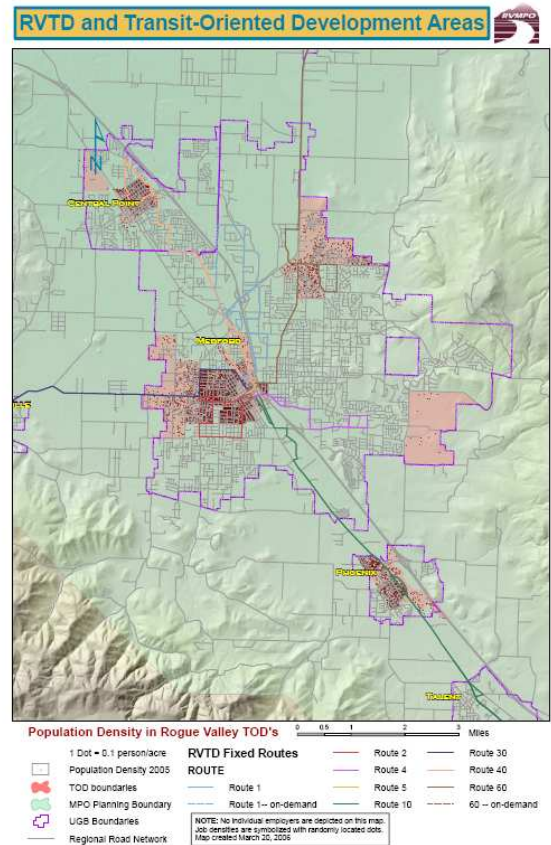 RVTD and Transit-Oriented Development Areas
RVMPO
CENTRAL POINT
MEDFORD
PHOENIX
TALENT
Population Density in Rogue Valley TOD's
0 0.5 1 2 3
Miles
1 Dot = 0.1 person/acre
Population Density 2005
TOD boundaries
MPO Planning Boundary
UGB Boundaries
Regional Road Network
RVTD Fixed Routes
ROUTE
Route 1
Route 1-- on-demand
Route 2
Route 4
Route 5
Route 10
Route 30
Route 40
Route 60
60 -- on-demand
NOTE: No individual employers are depicted on this map.
Job densities are symbolized with randomly located dots.
Map created March 20, 2006